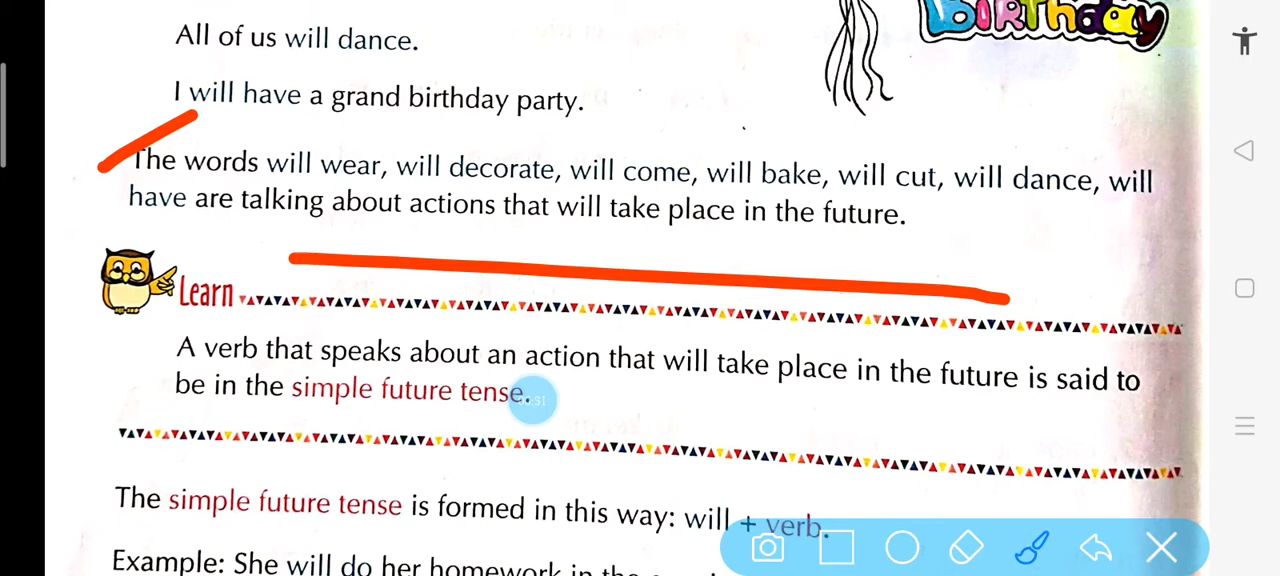 Birthday
All of us will dance.
I will have a grand birthday party.
The words will wear, will decorate, will come, will bake, will cut, will dance, will
have are talking about actions that will take place in the future.
Learn
A verb that speaks about an action that will take place in the future is said to
be in the simple future tense.
The simple future tense is formed in this way: will + verb.
Example: She will do her homework in the